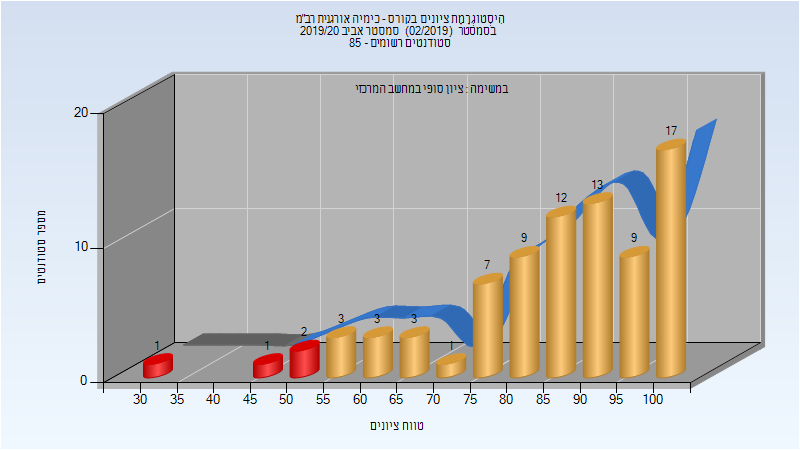 היסטוגרמת ציונים בקורס - כימיה אורגנית רב"מ
בסמסטר (02/2019) סמסטר אביב 2019/20
סטודנטים רשומים - 85
במשימה : ציון סופי במחשב המרכזי
מספר סטודנטים
20
10
0
1
1
2
3
3
3
1
7
9
12
13
9
17
30 35 40 45 50 55 60 65 70 75 80 85 90 95 100
טווח ציונים